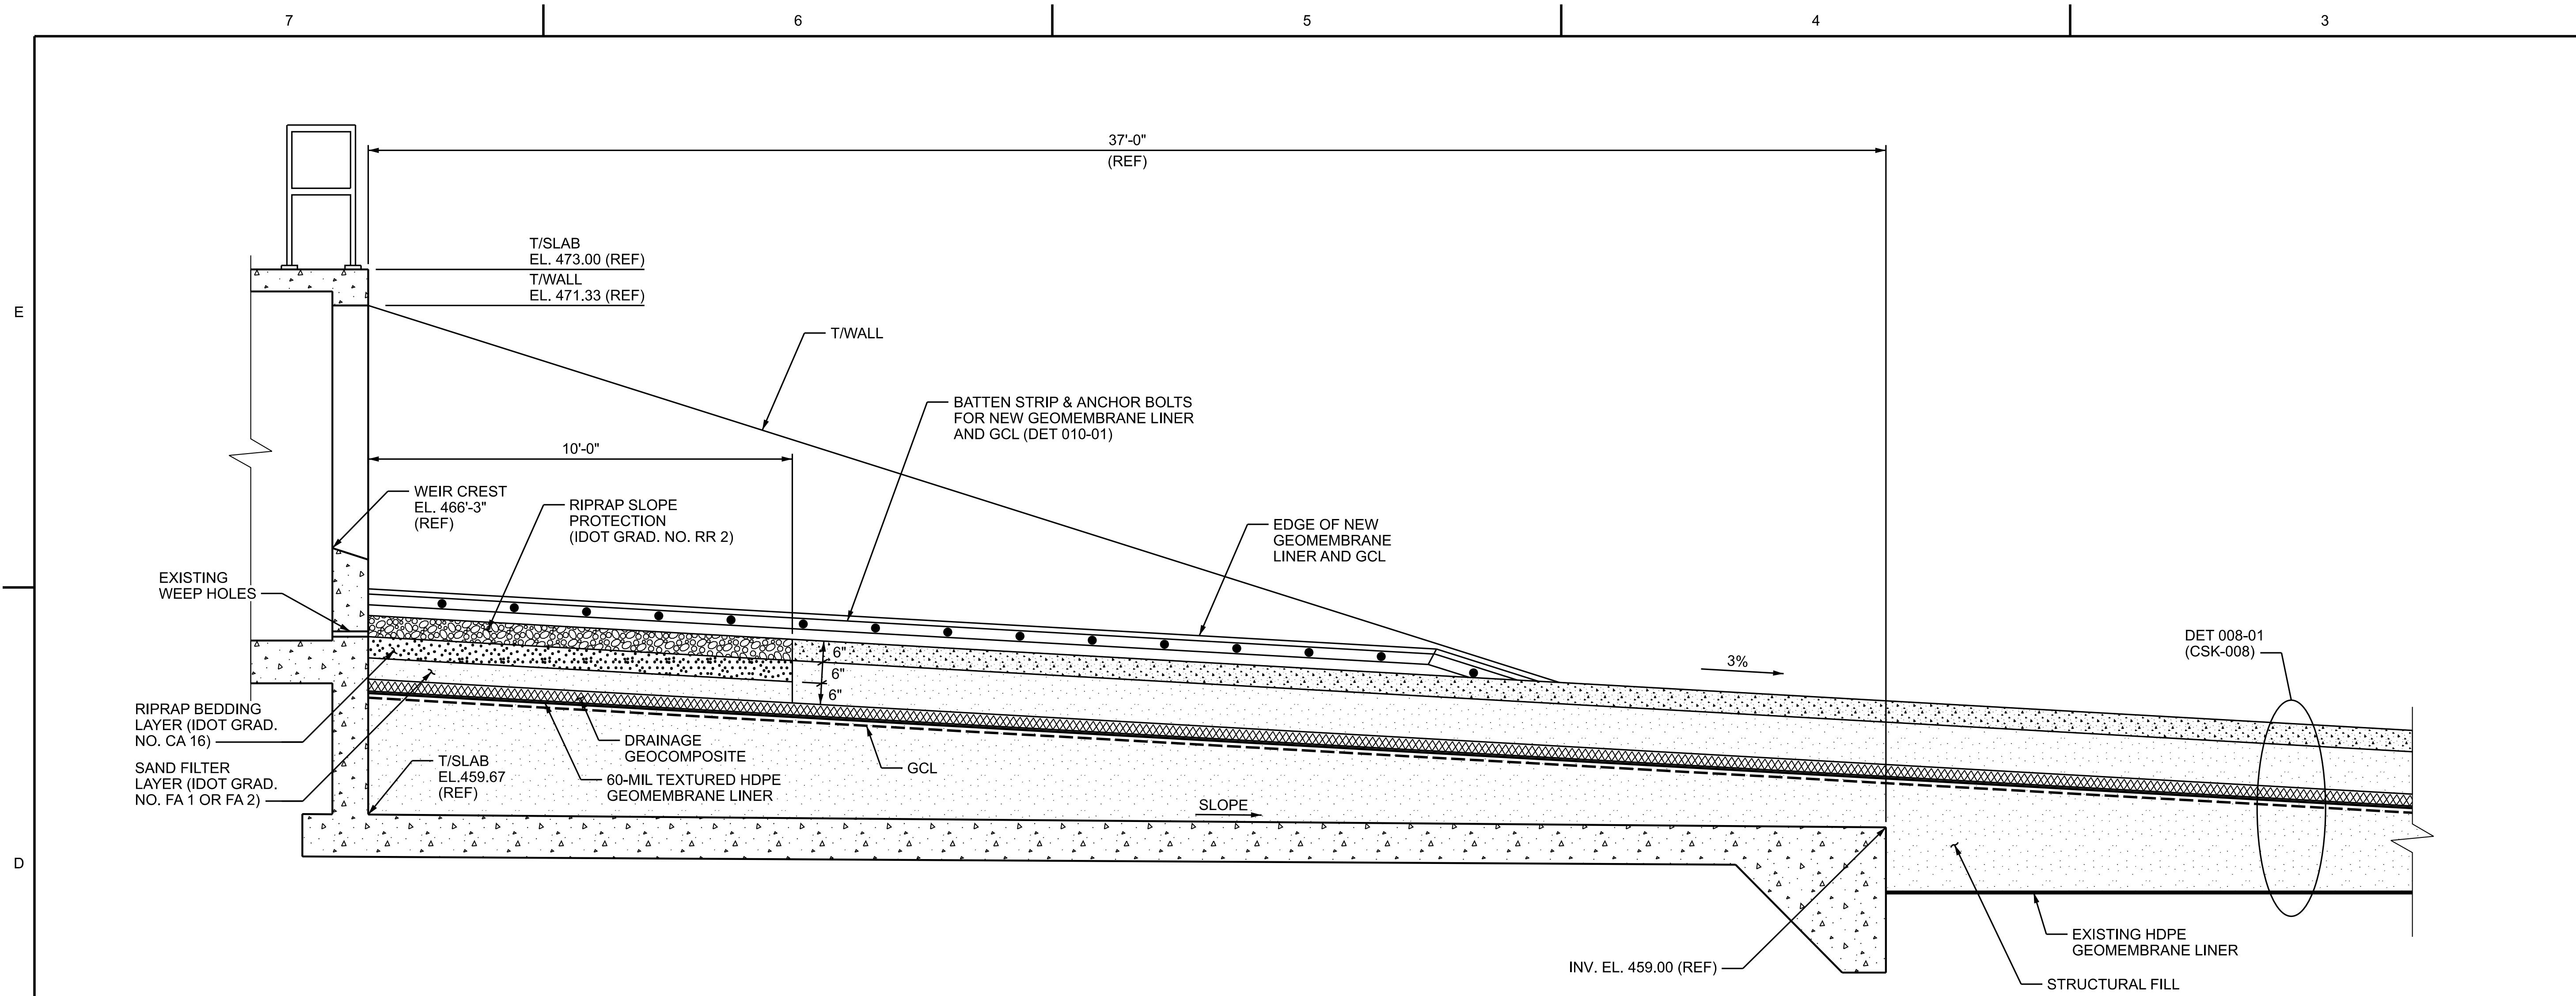 7
6
5
4
3
E
D
37'-0"
(REF)
T/SLAB
EL. 473.00 (REF)
T/WALL
EL. 471.33 (REF)
T/WALL
BATTEN STRIP & ANCHOR BOLTS
FOR NEW GEOMEMBRANE LINER
AND GCL (DET 010-01)
10'-0"
WEIR CREST
EL. 466'-3"
(REF)
RIPRAP SLOPE
PROTECTION
(IDOT GRAD. NO. RR 2)
EDGE OF NEW
GEOMEMBRANE
LINER AND GCL
EXISTING
WEEP HOLES
6"
6"
6"
3%
DET 008-01
(CSK-008)
RIPRAP BEDDING
LAYER (IDOT GRAD.
NO. CA 16)
SAND FILTER
LAYER (IDOT GRAD.
NO. FA 1 OR FA 2)
T/SLAB
EL.459.67
(REF)
DRAINAGE
GEOCOMPOSITE
60-MIL TEXTURED HDPE
GEOMEMBRANE LINER
GCL
SLOPE
INV. EL. 459.00 (REF)
EXISTING HDPE
GEOMEMBRANE LINER
STRUCTURAL FILL